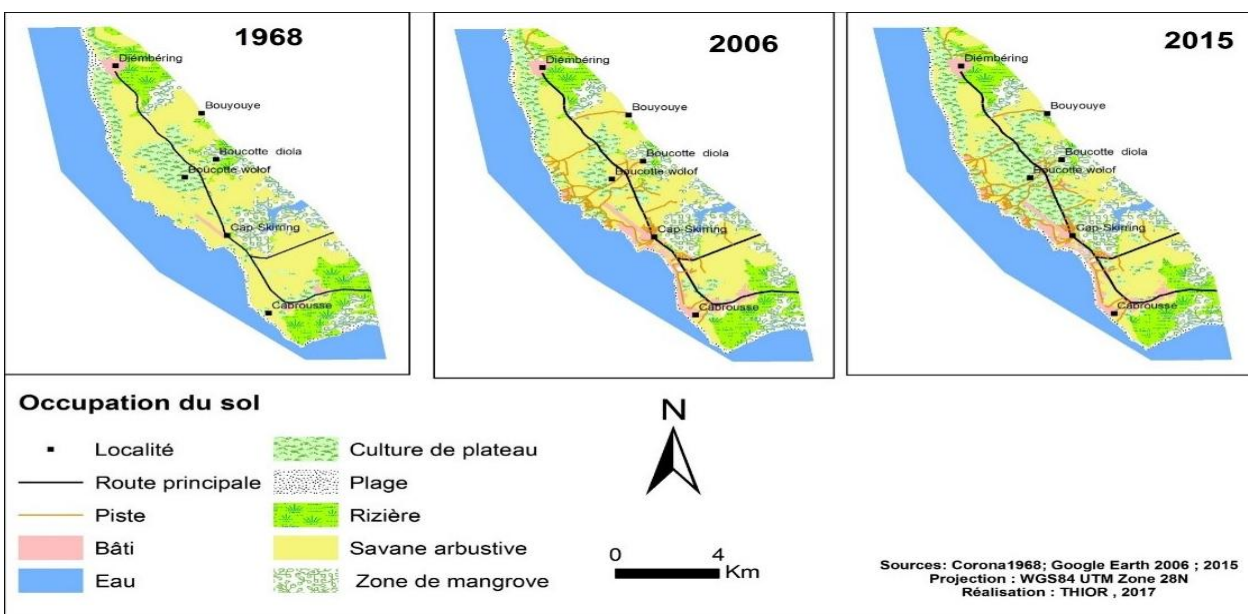 1968
Diémbéring
Bouyouye
Boucotte diola
Boucotte wolof
Cap-Skirring
Cabrousse
2006
Diémbéring
Bouyouye
Boucotte diola
Boucotte wolof
Cap-Skirring
Cabrousse
2015
Diémbéring
Bouyouye
Boucotte diola
Boucotte wolof
Cap-Skirring
Cabrousse
Occupation du sol
Localité
Route principale
Piste
Bâti
Eau
Culture de plateau
Plage
Rizière
Savane arbustive
Zone de mangrove
N
0 4
Km
Sources: Corona1968; Google Earth 2006 ; 2015
Projection : WGS84 UTM Zone 28N
Réalisation : THIOR , 2017